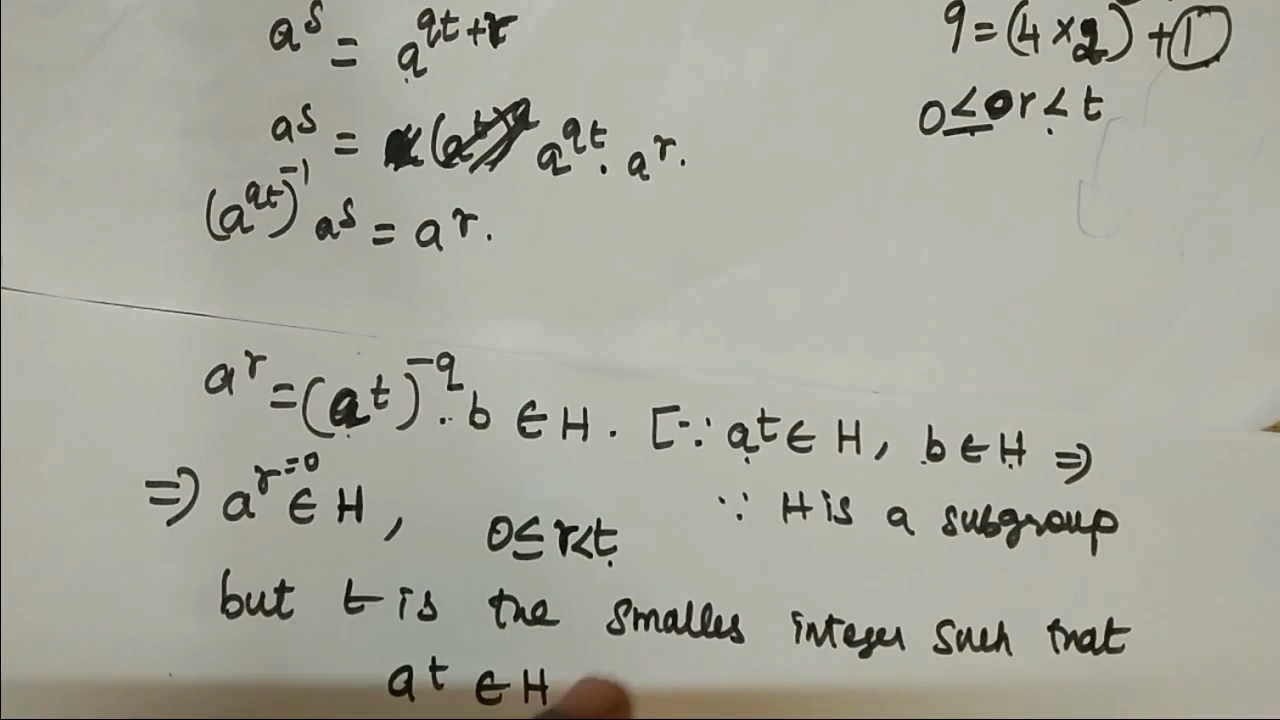 a^s = a^{qt+r}
9 = (4 × 2) + 1
a^s = a^{qt} . a^r.
0 ≤ r < t
(a^{qt})^{-1} a^s = a^r.
a^r = (a^t)^{-q} . b ∈ H . [∵ a^t ∈ H, b ∈ H ⇒
⇒ a^{r=0} ∈ H, 0 ≤ r < t
∵ H is a subgroup
but t is the smalles integer such that
a^t ∈ H